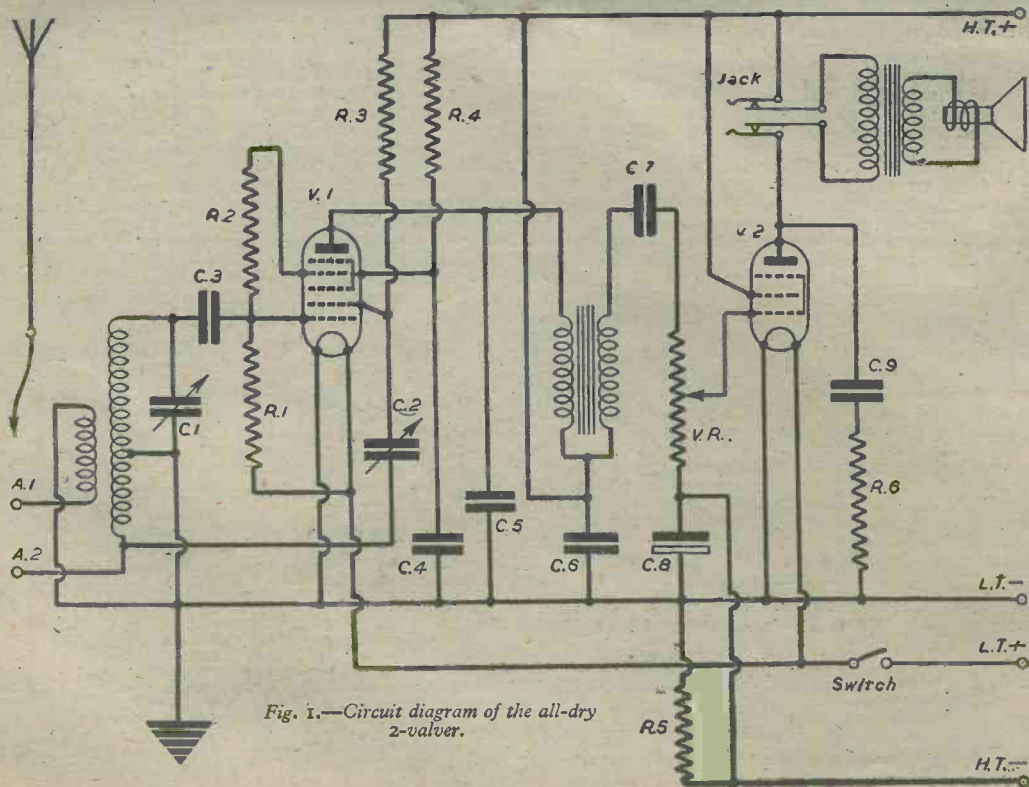 H.T.+
Jack
R.3
R.4
C.7
V.1
R.2
V.2
C.3
C.9
C.2
R.1
C.1
V.R.
R.6
A.1
C.5
A.2
C.4
C.6
C.8
L.T.-
L.T.+
Switch
Fig. 1.—Circuit diagram of the all-dry
2-valver.
R.5
H.T.-